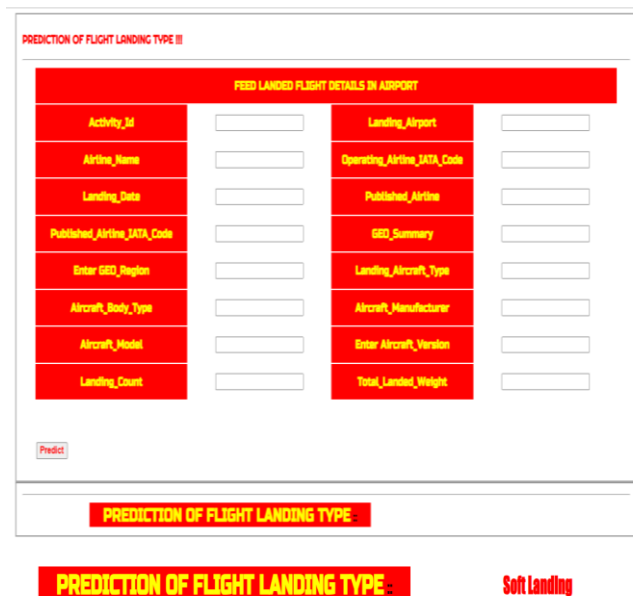 PREDICTION OF FLIGHT LANDING TYPE !!!
FEED LANDED FLIGHT DETAILS IN AIRPORT
Activity_Id Landing_Airport
Airline_Name Operating_Airline_IATA_Code
Landing_Date Published_Airline
Published_Airline_IATA_Code GEO_Summary
Enter GEO_Region Landing_Aircraft_Type
Aircraft_Body_Type Aircraft_Manufacturer
Aircraft_Model Enter Aircraft_Version
Landing_Count Total_Landed_Weight
Predict
PREDICTION OF FLIGHT LANDING TYPE ::
PREDICTION OF FLIGHT LANDING TYPE :: Soft Landing